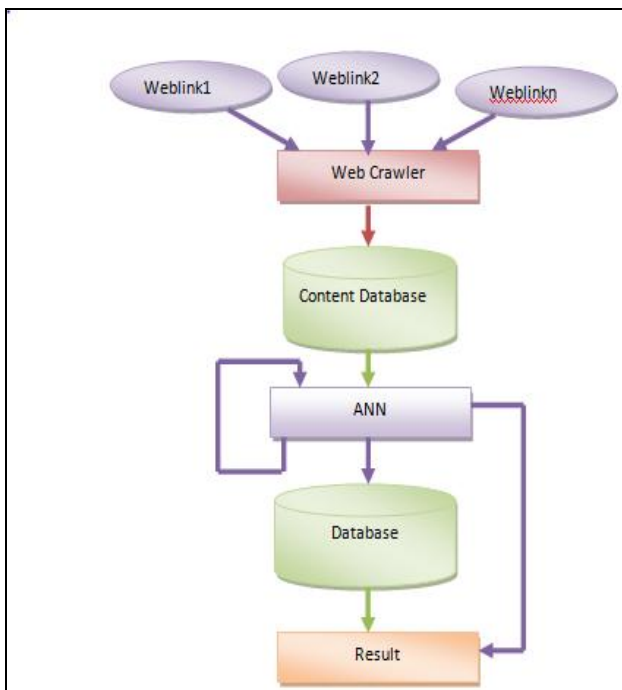 Weblink1
Weblink2
Weblinkn
Web Crawler
Content Database
ANN
Database
Result